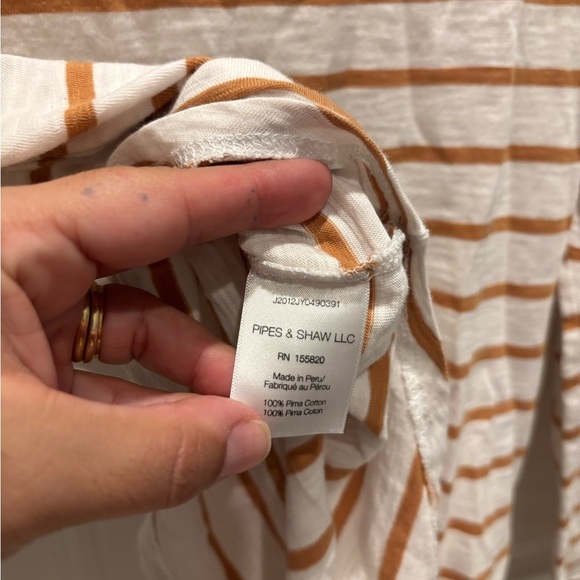 J2012JY0490391
PIPES & SHAW LLC
RN 155820
Made in Peru/
Fabriqué au Pérou
100% Pima Cotton
100% Pima Coton